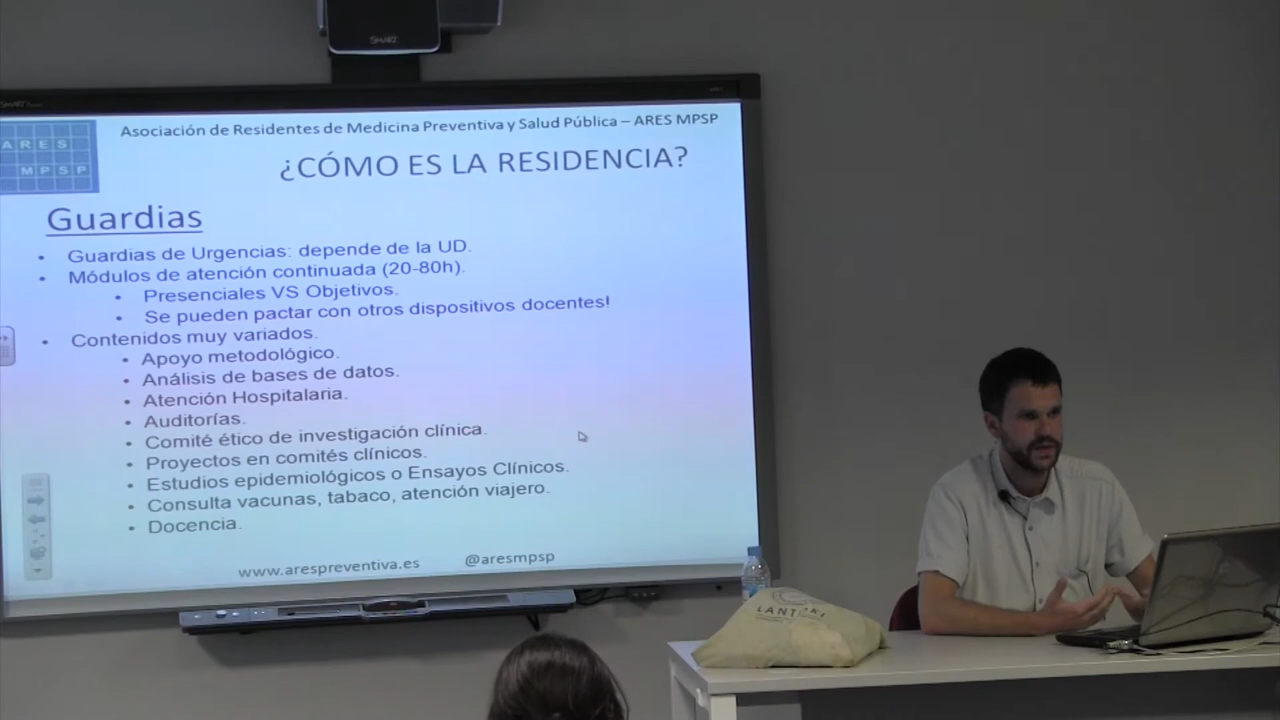 SMART
SMART
Asociación de Residentes de Medicina Preventiva y Salud Pública – ARES MPSP
ARES
MPSP
¿CÓMO ES LA RESIDENCIA?
Guardias
• Guardias de Urgencias: depende de la UD.
• Módulos de atención continuada (20-80h).
• Presenciales VS Objetivos.
• Se pueden pactar con otros dispositivos docentes!
• Contenidos muy variados.
• Apoyo metodológico.
• Análisis de bases de datos.
• Atención Hospitalaria.
• Auditorías.
• Comité ético de investigación clínica.
• Proyectos en comités clínicos.
• Estudios epidemiológicos o Ensayos Clínicos.
• Consulta vacunas, tabaco, atención viajero.
• Docencia.
www.arespreventiva.es @aresmpsp